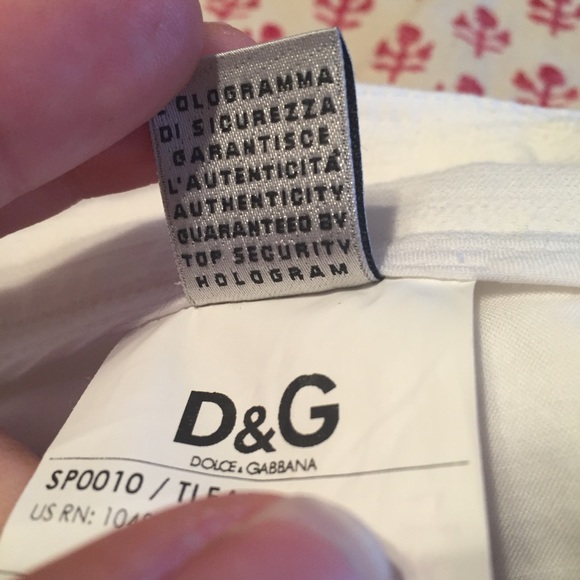 L'OLOGRAMMA
DI SICUREZZA
GARANTISCE
L'AUTENTICITÀ
AUTHENTICITY
GUARANTEED BY
TOP SECURITY
HOLOGRAM
D&G
DOLCE & GABBANA
SP0010 /
US RN: